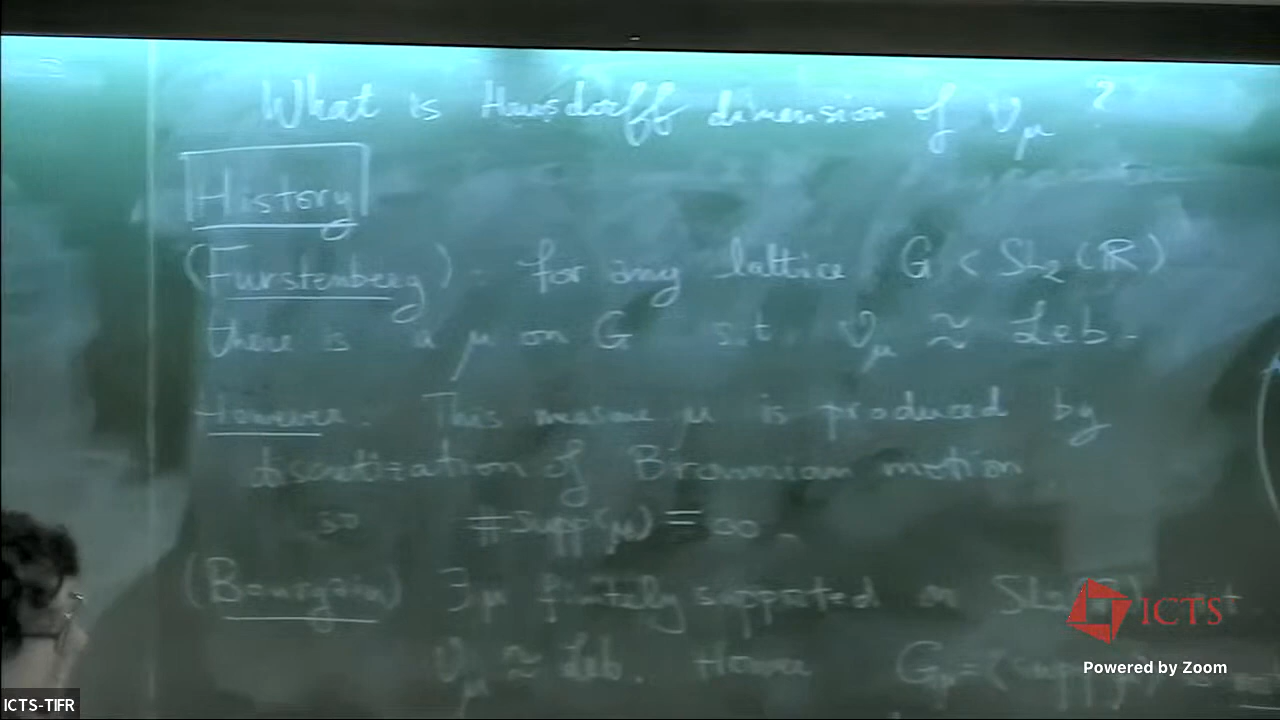 What is Hausdorff dimension of ν_μ ?
History
(Furstenberg) - for any lattice G < SL₂(ℝ)
there is a μ on G s.t. ν_μ ≈ Leb.
However. This measure μ is produced by
discretization of Brownian motion
so # supp(μ) = ∞.
(Bourgain) ∃μ finitely supported on SL₂
ν_μ ≈ Leb. G_μ = ⟨supp μ⟩
ICTS
Powered by Zoom
ICTS-TIFR